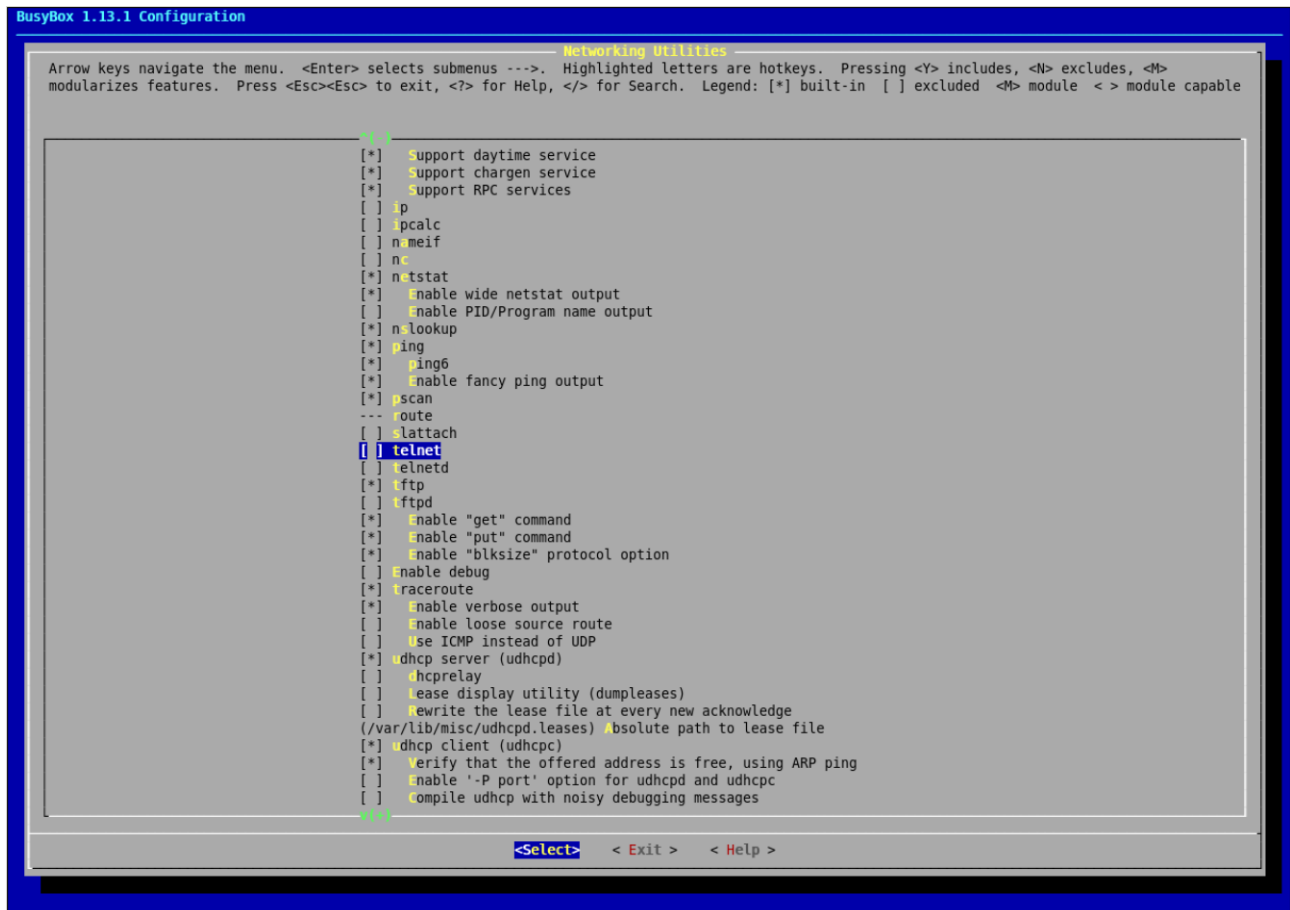 BusyBox 1.13.1 Configuration
Networking Utilities
Arrow keys navigate the menu.  <Enter> selects submenus --->.  Highlighted letters are hotkeys.  Pressing <Y> includes, <N> excludes, <M>
modularizes features.  Press <Esc><Esc> to exit, <?> for Help, </> for Search.  Legend: [*] built-in  [ ] excluded  <M> module  < > module capable
^(-)
[*]   Support daytime service
[*]   Support chargen service
[*]   Support RPC services
[ ] ip
[ ] ipcalc
[ ] nameif
[ ] nc
[*] netstat
[*]   Enable wide netstat output
[ ]   Enable PID/Program name output
[*] nslookup
[*] ping
[*]   ping6
[*]   Enable fancy ping output
[*] pscan
--- route
[ ] slattach
[ ] telnet
[ ] telnetd
[*] tftp
[ ] tftpd
[*]   Enable "get" command
[*]   Enable "put" command
[*]   Enable "blksize" protocol option
[ ] Enable debug
[*] traceroute
[*]   Enable verbose output
[ ]   Enable loose source route
[ ]   Use ICMP instead of UDP
[*] udhcp server (udhcpd)
[ ]   dhcprelay
[ ]   Lease display utility (dumpleases)
[ ]   Rewrite the lease file at every new acknowledge
(/var/lib/misc/udhcpd.leases) Absolute path to lease file
[*] udhcp client (udhcpc)
[*]   Verify that the offered address is free, using ARP ping
[ ]   Enable '-P port' option for udhcpd and udhcpc
[ ]   Compile udhcp with noisy debugging messages
v(+)
<Select>    < Exit >    < Help >